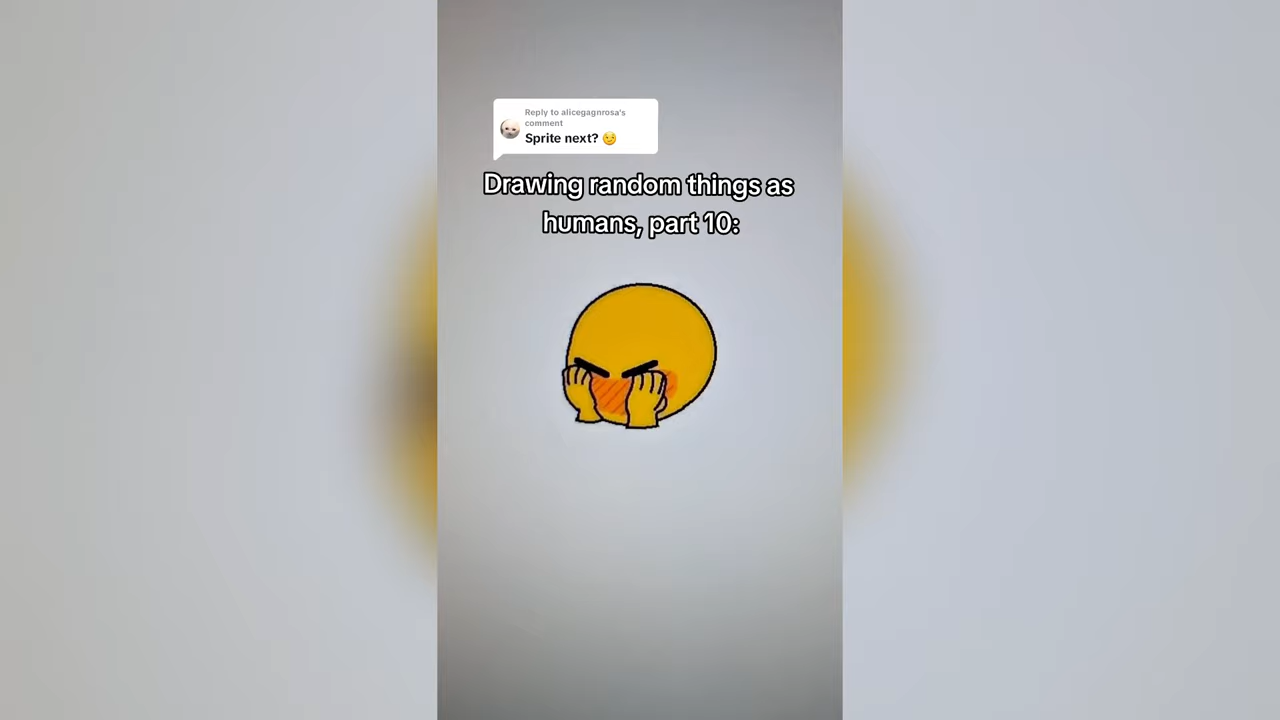 Reply to alicegagnrosa's
comment
Sprite next? 😏
Drawing random things as
humans, part 10: